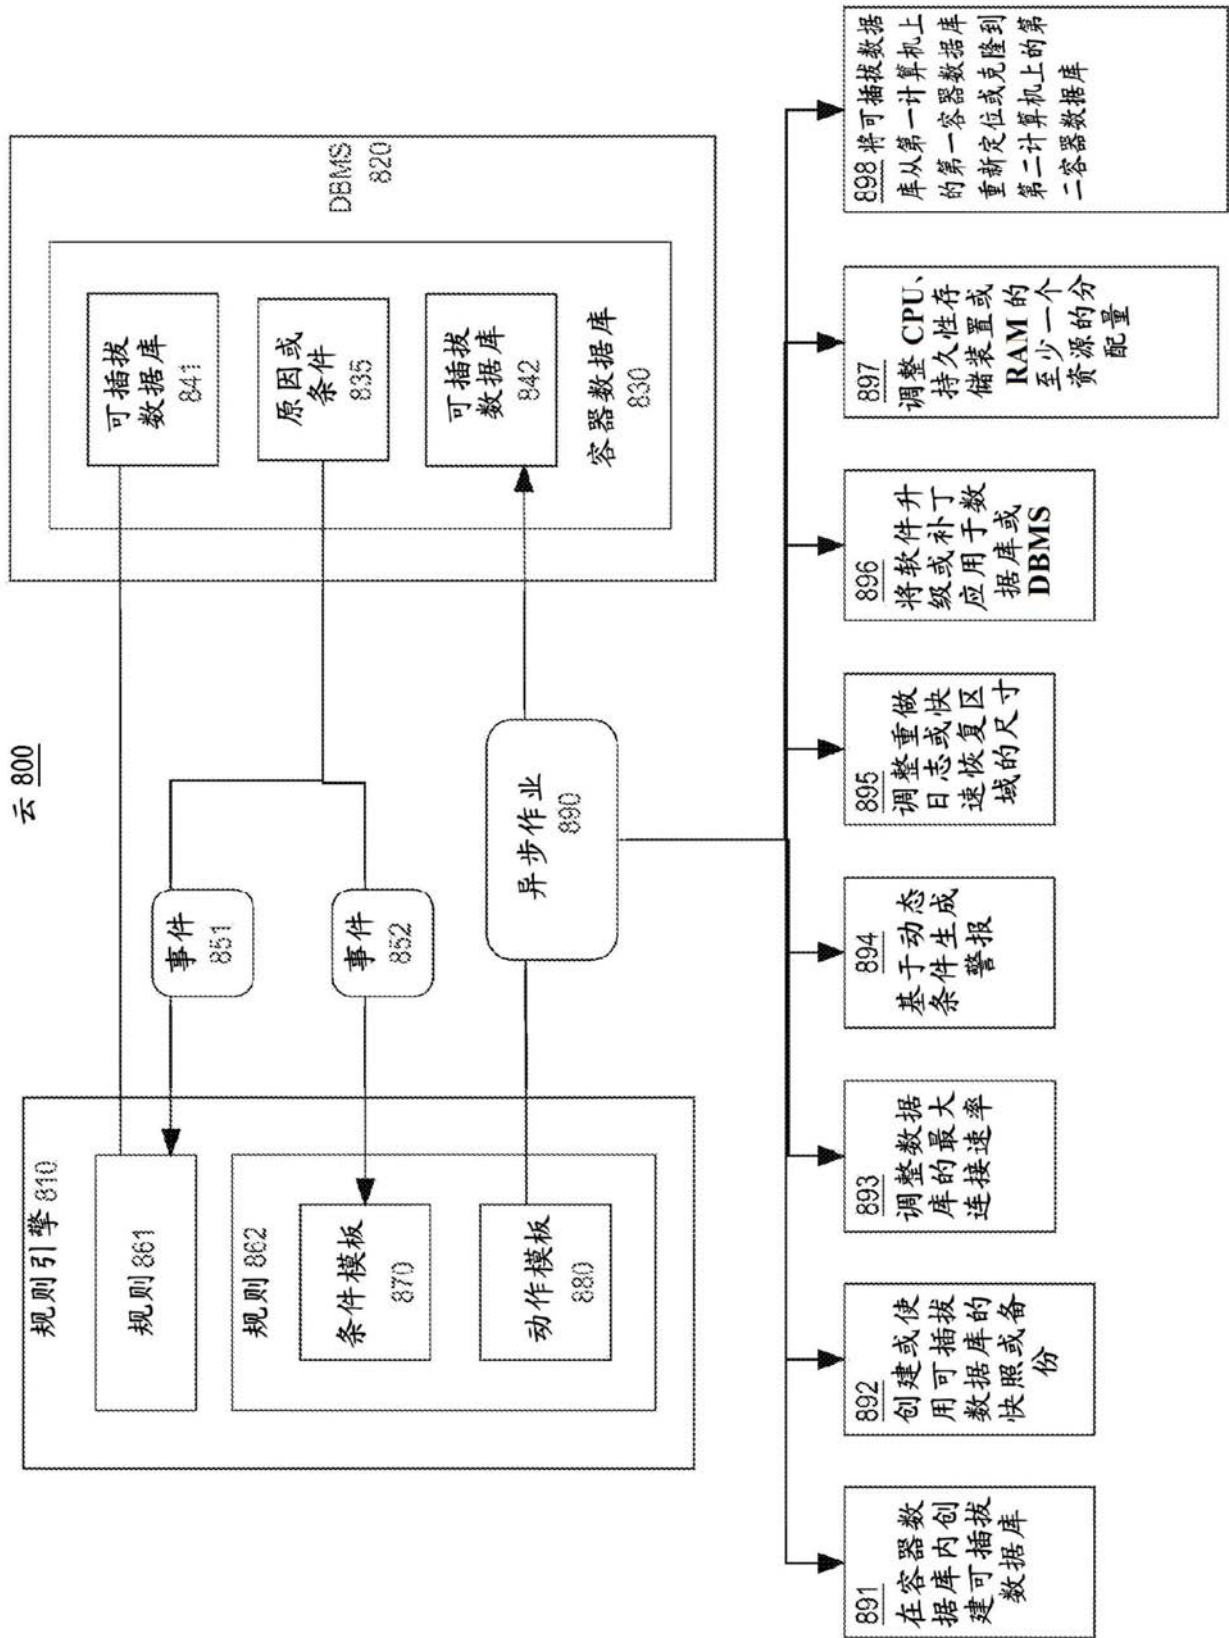 云 800
规则引擎 810
规则 861
规则 862
条件模板
870
动作模板
880
事件
851
事件
852
异步作业
890
DBMS
820
可插拔
数据库
841
原因或
条件
835
可插拔
数据库
842
容器数据库
830
891
在容器数
据库内创
建可插拔
数据库
892
创建或使
用可插拔
数据库的
快照或备
份
893
调整数据
库的最大
连接速率
894
基于动态
条件生成
警报
895
调整重做
日志或快
速恢复区
域的尺寸
896
将软件升
级或补丁
应用于数
据库或
DBMS
897
调整 CPU、
持久性存
储装置或
RAM 的
至少一个
资源的分
配量
898 将可插拔数据
库从第一计算机上
的第一容器数据库
重新定位或克隆到
第二计算机上的第
二容器数据库